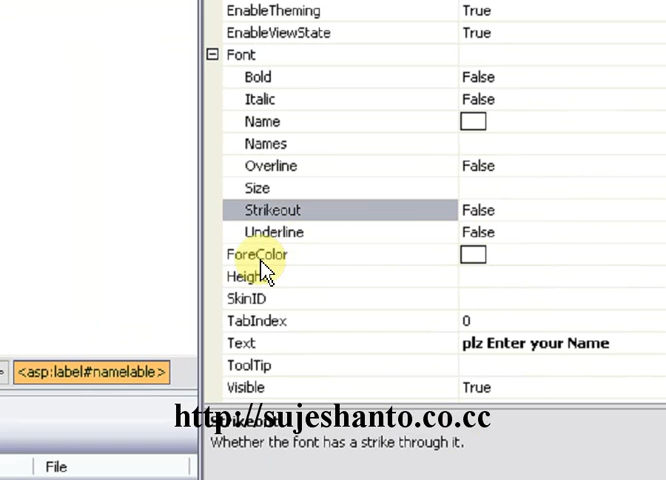 EnableTheming True
EnableViewState True
Font
Bold False
Italic False
Name
Names
Overline False
Size
Strikeout False
Underline False
ForeColor
Height
SkinID
TabIndex 0
Text plz Enter your Name
ToolTip
Visible True
<asp:label#namelable>
http://sujeshanto.co.cc
Strikeout
Whether the font has a strike through it.
File